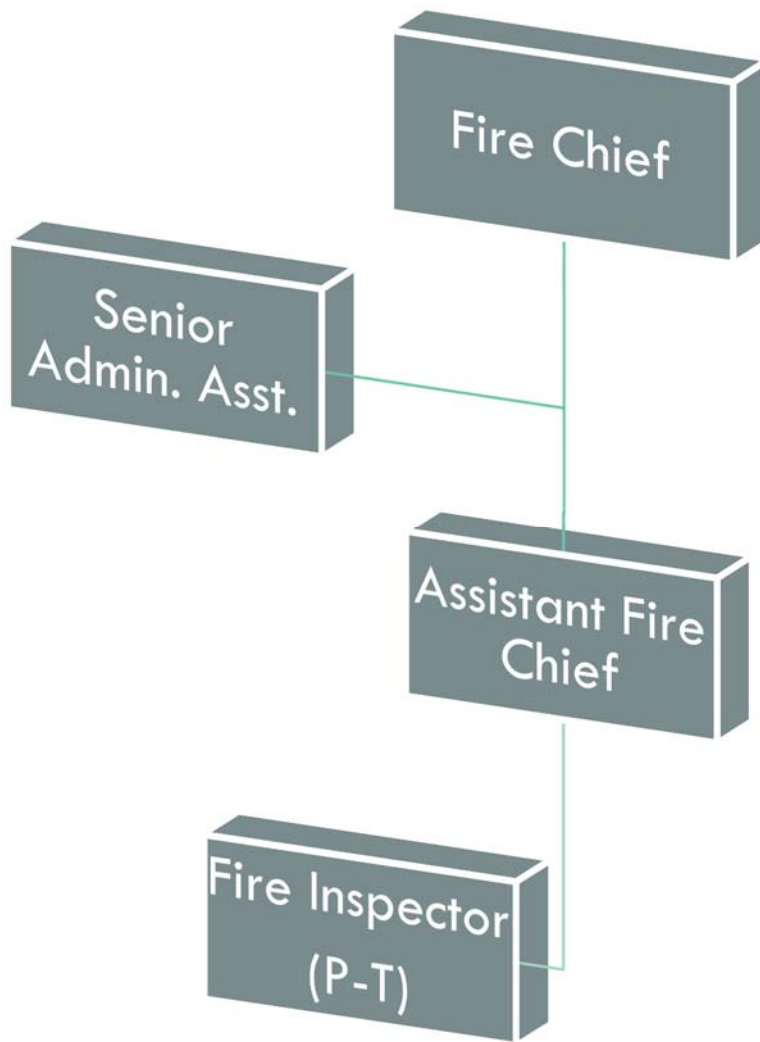 Fire Chief
Senior
Admin. Asst.
Assistant Fire
Chief
Fire Inspector
(P-T)